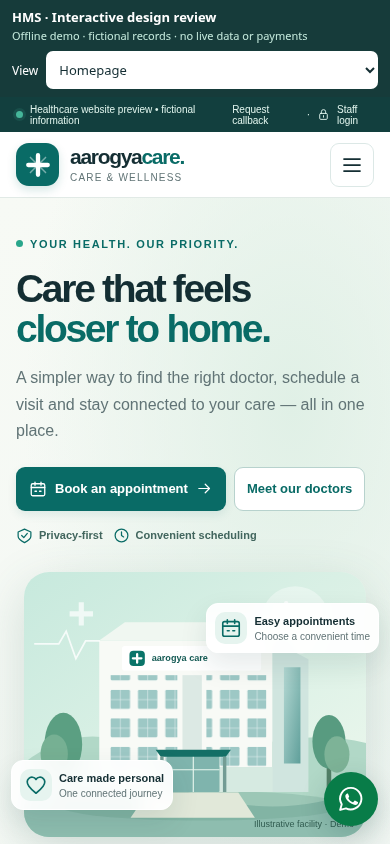 HMS · Interactive design review
Offline demo · fictional records · no live data or payments
View Homepage
Healthcare website preview • fictional information
Request callback · Staff login
aarogyacare.
CARE & WELLNESS
YOUR HEALTH. OUR PRIORITY.
Care that feels
closer to home.
A simpler way to find the right doctor, schedule a
visit and stay connected to your care — all in one
place.
Book an appointment → Meet our doctors
Privacy-first Convenient scheduling
Easy appointments
Choose a convenient time
aarogya care
Care made personal
One connected journey
Illustrative facility ·